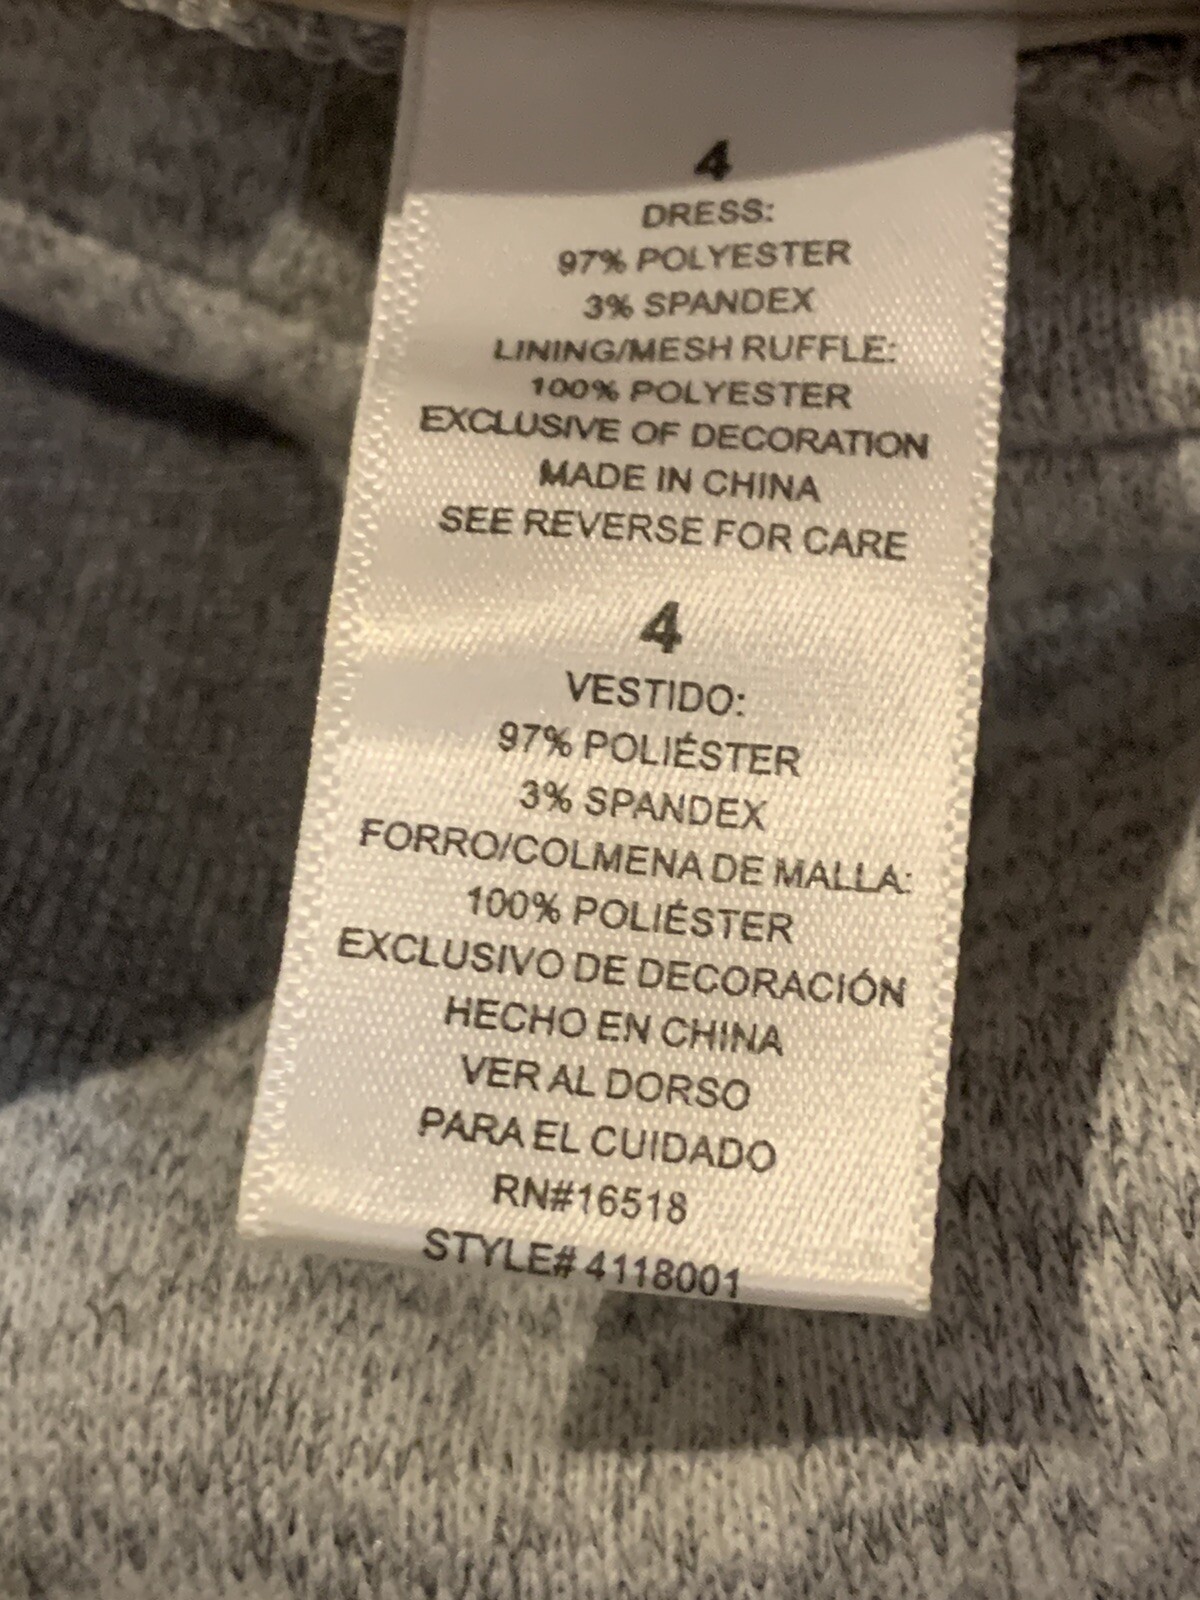 4
DRESS:
97% POLYESTER
3% SPANDEX
LINING/MESH RUFFLE:
100% POLYESTER
EXCLUSIVE OF DECORATION
MADE IN CHINA
SEE REVERSE FOR CARE
4
VESTIDO:
97% POLIÉSTER
3% SPANDEX
FORRO/COLMENA DE MALLA:
100% POLIÉSTER
EXCLUSIVO DE DECORACIÓN
HECHO EN CHINA
VER AL DORSO
PARA EL CUIDADO
RN#16518
STYLE# 4118001